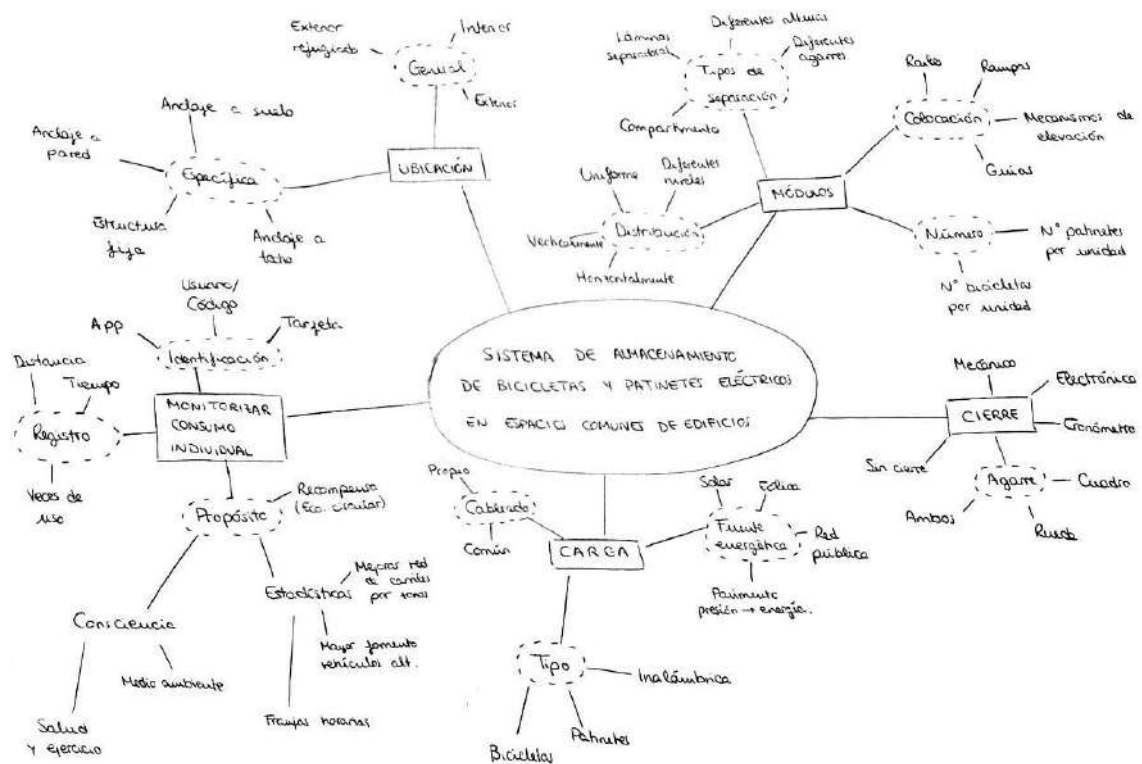 SISTEMA DE ALMACENAMIENTO
DE BICICLETAS Y PATINETES ELÉCTRICOS
EN ESPACIOS COMUNES DE EDIFICIOS
UBICACIÓN
General
Exterior
refugiado
Interior
Exterior
Específica
Anclaje a suelo
Anclaje a
pared
Estructura
fija
Anclaje a
techo
MÓDULOS
Tipos de
separación
Láminas
separadoras
Diferentes alturas
Diferentes
agarres
Compartimento
Colocación
Railes
Rampas
Mecanismos de
elevación
Guías
Distribución
Uniforme
Diferentes
niveles
Verticalmente
Horizontalmente
Número
Nº patinetes
por unidad
Nº bicicletas
por unidad
CIERRE
Mecánico
Electrónico
Cronómetro
Sin cierre
Agarre
Cuadro
Rueda
Ambos
CARGA
Cableado
Propio
Común
Fuente
energética
Solar
Eólica
Red
pública
Pavimento
presión → energía.
Tipo
Inalámbrica
Patinetes
Bicicletas
MONITORIZAR
CONSUMO
INDIVIDUAL
Identificación
App
Usuario/
Código
Tarjeta
Registro
Distancia
Tiempo
Veces de
uso
Propósito
Recompensa
(Eco. circular)
Estadísticas
Mejorar red
de carriles
por zonas
Mayor fomento
vehículos alt.
Franjas horarias
Consciencia
Medio ambiente
Salud
y ejercicio